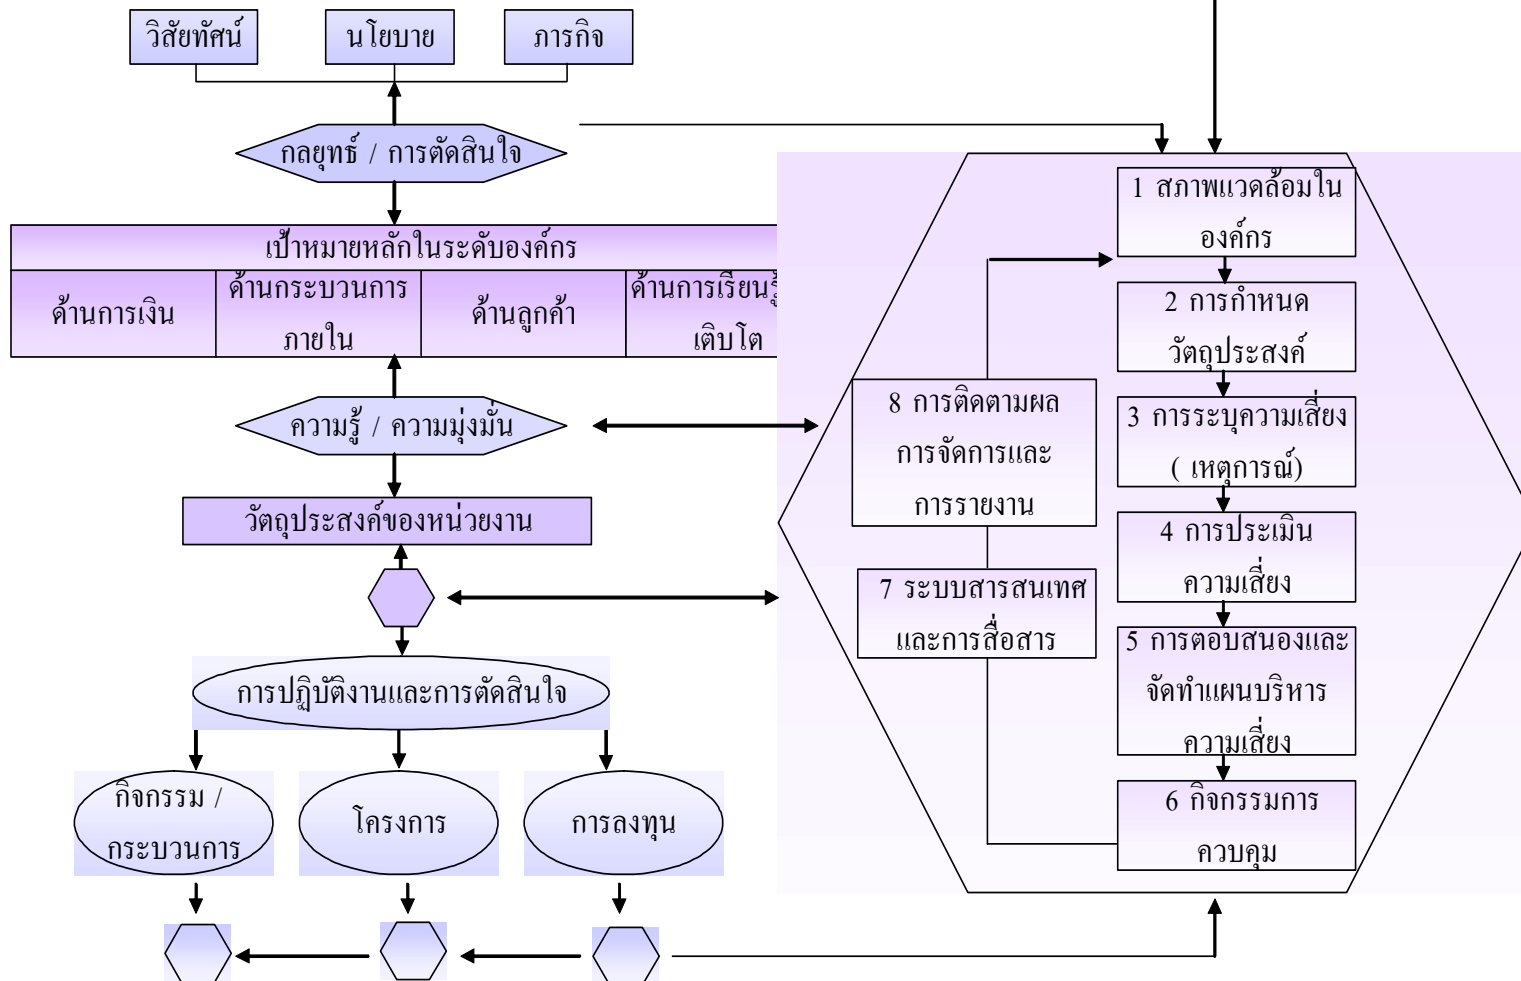 วิสัยทัศน์
นโยบาย
ภารกิจ
กลยุทธ์ / การตัดสินใจ
เป้าหมายหลักในระดับองค์กร
ด้านการเงิน
ด้านกระบวนการ
ภายใน
ด้านลูกค้า
ด้านการเรียนรู้
เติบโต
ความรู้ / ความมุ่งมั่น
วัตถุประสงค์ของหน่วยงาน
การปฏิบัติงานและการตัดสินใจ
กิจกรรม /
กระบวนการ
โครงการ
การลงทุน
1 สภาพแวดล้อมใน
องค์กร
2 การกำหนด
วัตถุประสงค์
3 การระบุความเสี่ยง
( เหตุการณ์)
4 การประเมิน
ความเสี่ยง
5 การตอบสนองและ
จัดทำแผนบริหาร
ความเสี่ยง
6 กิจกรรมการ
ควบคุม
7 ระบบสารสนเทศ
และการสื่อสาร
8 การติดตามผล
การจัดการและ
การรายงาน